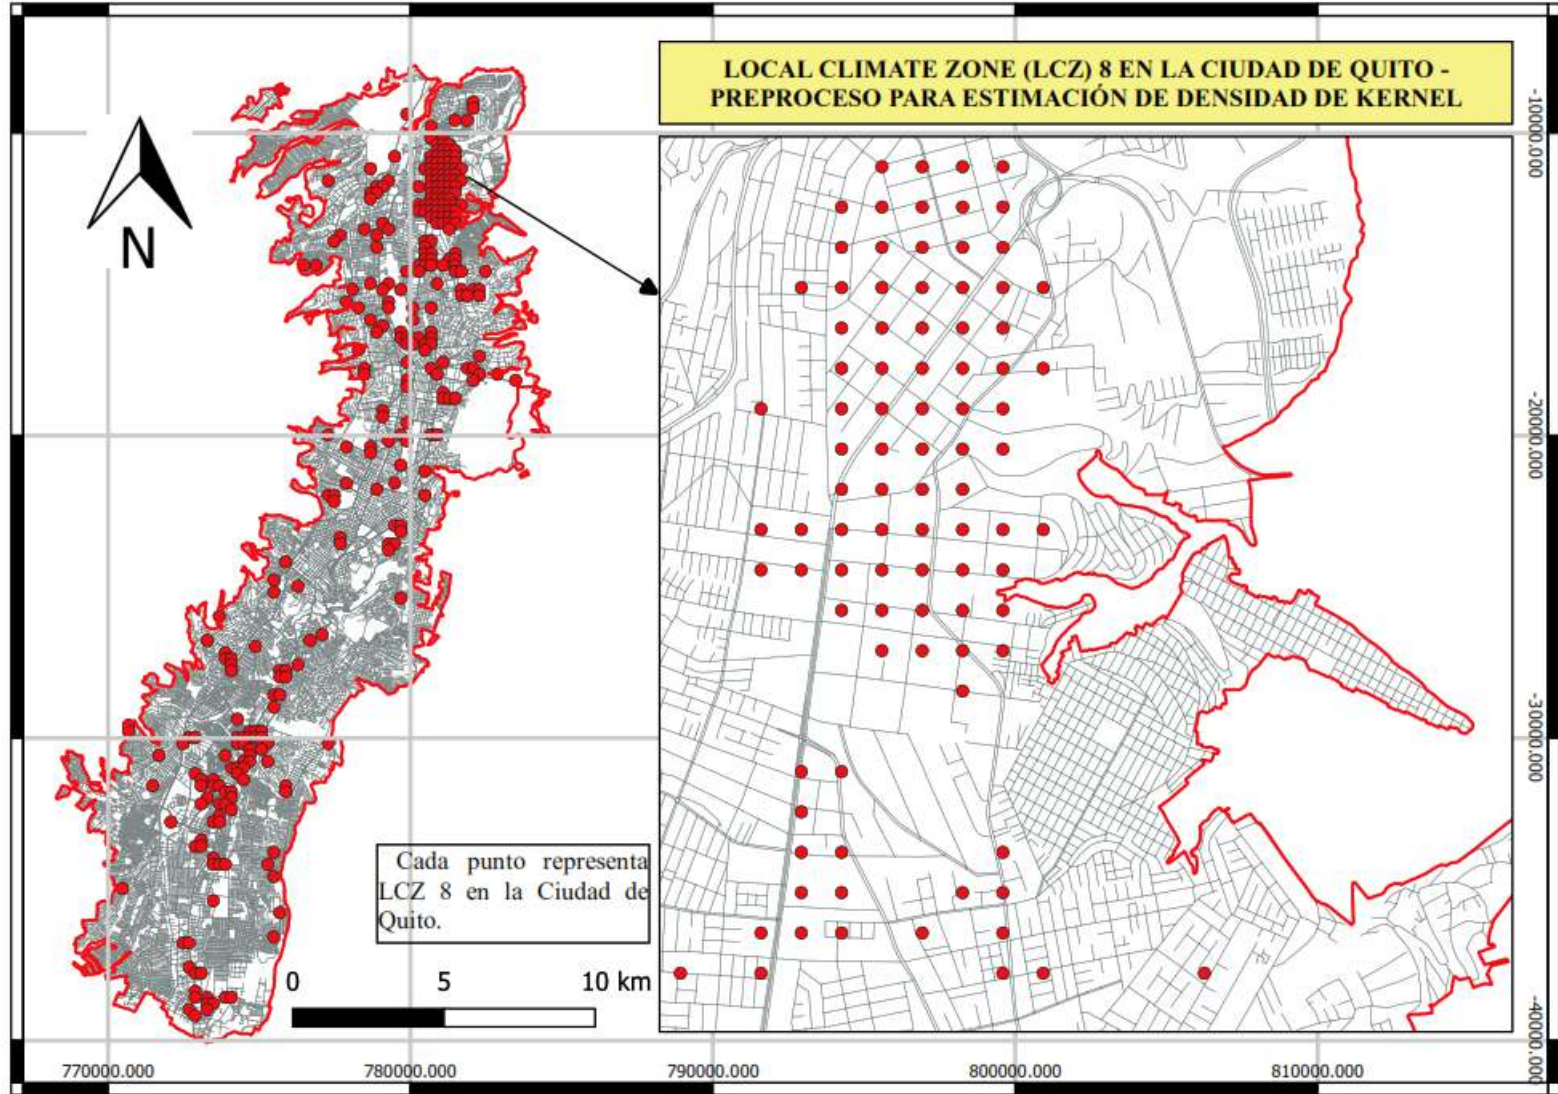 LOCAL CLIMATE ZONE (LCZ) 8 EN LA CIUDAD DE QUITO -
PREPROCESO PARA ESTIMACIÓN DE DENSIDAD DE KERNEL
N
Cada punto representa
LCZ 8 en la Ciudad de
Quito.
0 5 10 km
770000.000 780000.000 790000.000 800000.000 810000.000
-10000.000
-20000.000
-30000.000
-40000.000